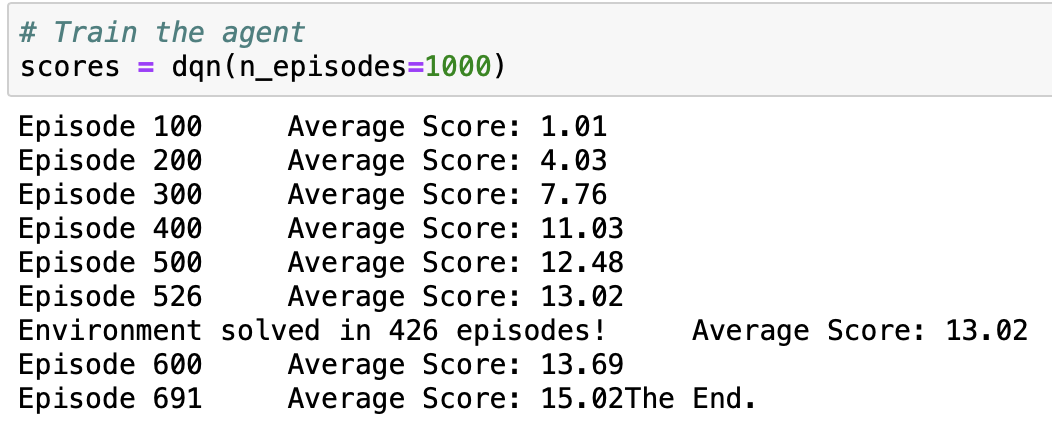 # Train the agent
scores = dqn(n_episodes=1000)
Episode 100     Average Score: 1.01
Episode 200     Average Score: 4.03
Episode 300     Average Score: 7.76
Episode 400     Average Score: 11.03
Episode 500     Average Score: 12.48
Episode 526     Average Score: 13.02
Environment solved in 426 episodes!     Average Score: 13.02
Episode 600     Average Score: 13.69
Episode 691     Average Score: 15.02The End.